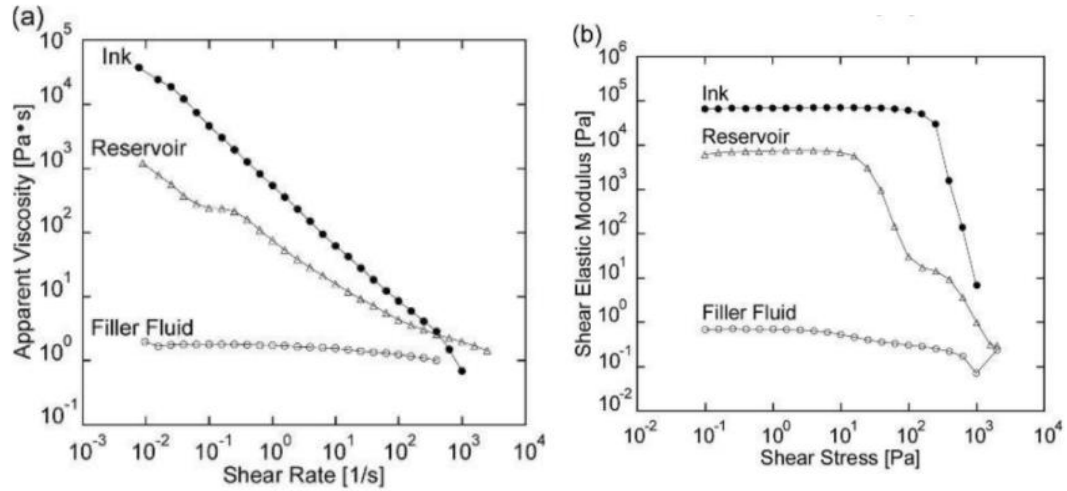 (a)
10^5
10^4
10^3
10^2
10^1
10^0
10^-1
Apparent Viscosity [Pa•s]
Ink
Reservoir
Filler Fluid
10^-3 10^-2 10^-1 10^0 10^1 10^2 10^3 10^4
Shear Rate [1/s]
(b)
10^6
10^5
10^4
10^3
10^2
10^1
10^0
10^-1
10^-2
Shear Elastic Modulus [Pa]
Ink
Reservoir
Filler Fluid
10^-2 10^-1 10^0 10^1 10^2 10^3 10^4
Shear Stress [Pa]